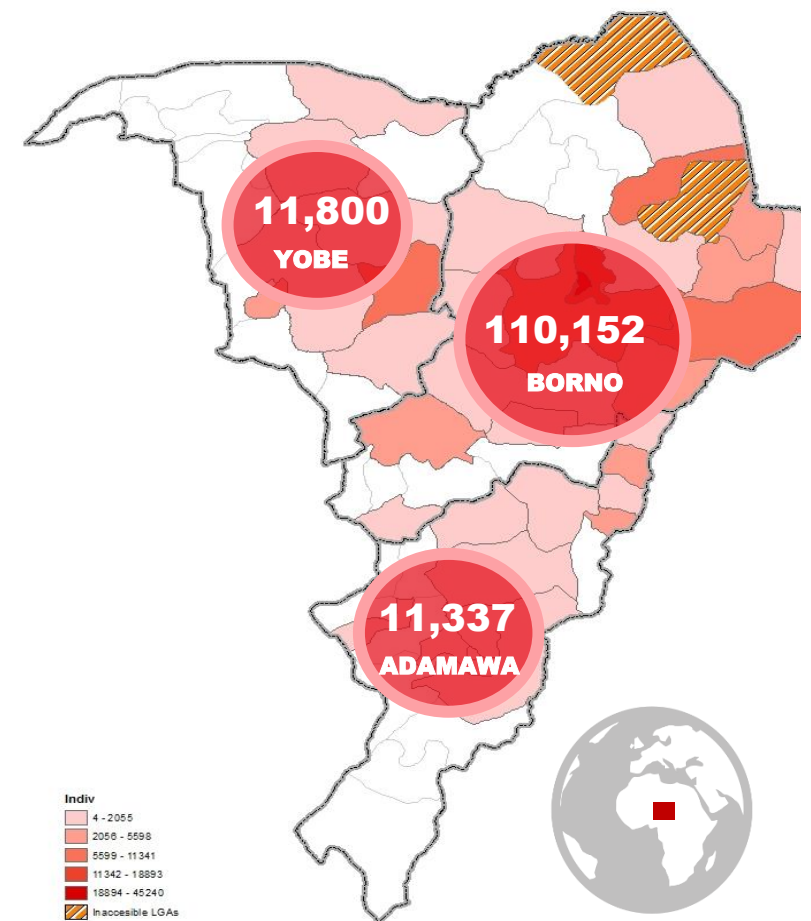 11,800
YOBE
110,152
BORNO
11,337
ADAMAWA
Indiv
4 - 2055
2056 - 5598
5599 - 11341
11342 - 18893
18894 - 45240
Inaccesible LGAs